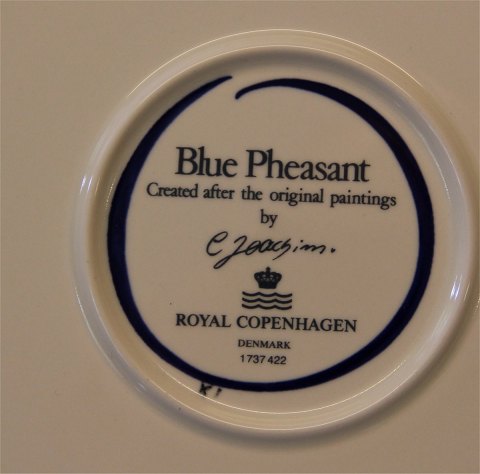 Blue Pheasant
Created after the original paintings
by
C Joachim.
ROYAL COPENHAGEN
DENMARK
1737 422